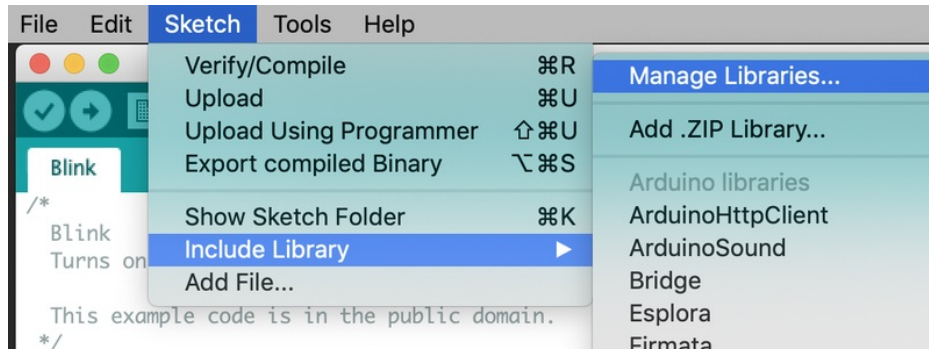 File Edit Sketch Tools Help
Verify/Compile ⌘R
Upload ⌘U
Upload Using Programmer ⇧⌘U
Export compiled Binary ⌥⌘S
Show Sketch Folder ⌘K
Include Library ▶
Add File...
Manage Libraries...
Add .ZIP Library...
Arduino libraries
ArduinoHttpClient
ArduinoSound
Bridge
Esplora
Firmata
Blink
/*
Blink
Turns on
This example code is in the public domain.
*/